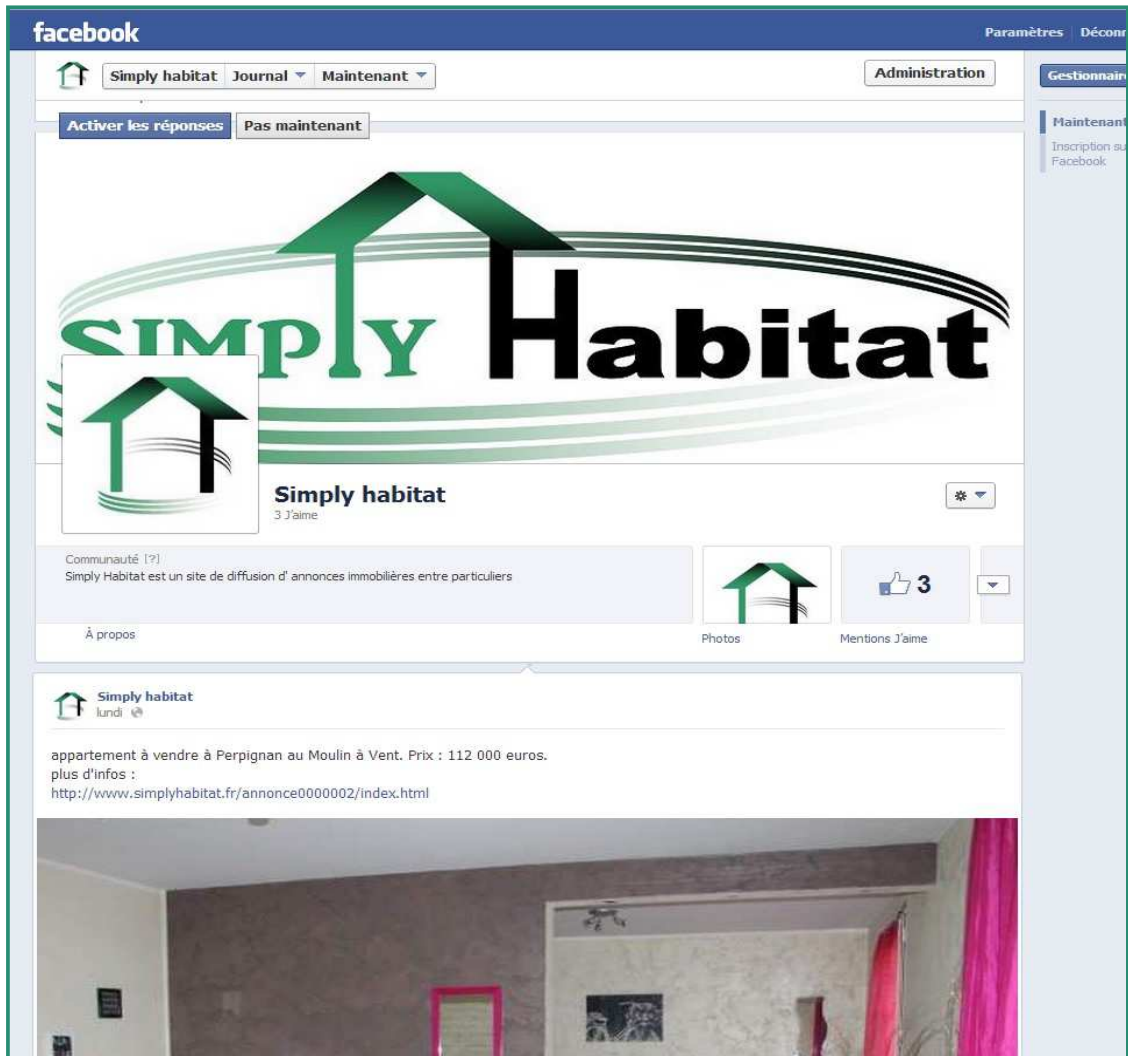 facebook
Paramètres Déconn
Simply habitat Journal Maintenant
Administration
Gestionnaire
Activer les réponses Pas maintenant
Maintenant
Inscription su
Facebook
SIMPLY Habitat
Simply habitat
3 J'aime
Communauté [?]
Simply Habitat est un site de diffusion d' annonces immobilières entre particuliers
3
À propos
Photos
Mentions J'aime
Simply habitat
lundi
appartement à vendre à Perpignan au Moulin à Vent. Prix : 112 000 euros.
plus d'infos :
http://www.simplyhabitat.fr/annonce0000002/index.html